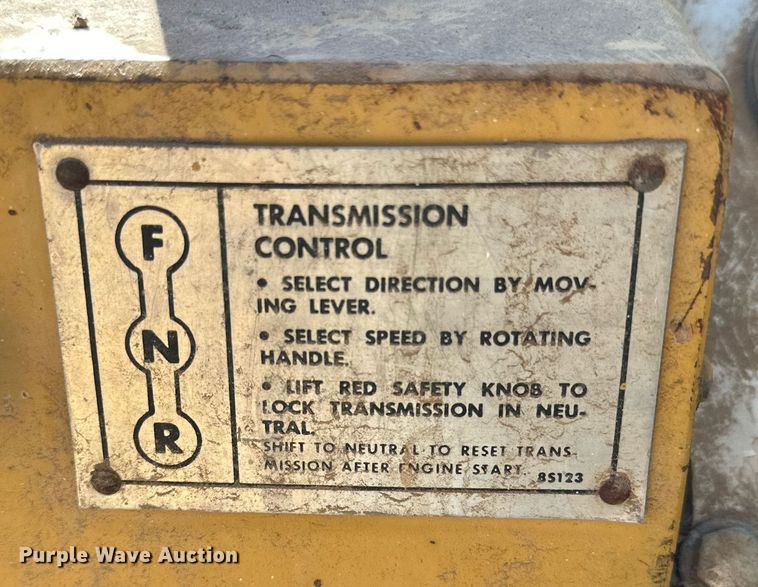 F
N
R
TRANSMISSION
CONTROL
• SELECT DIRECTION BY MOV-
ING LEVER.
• SELECT SPEED BY ROTATING
HANDLE.
• LIFT RED SAFETY KNOB TO
LOCK TRANSMISSION IN NEU-
TRAL.
SHIFT TO NEUTRAL TO RESET TRANS-
MISSION AFTER ENGINE START.
8S123
Purple Wave Auction